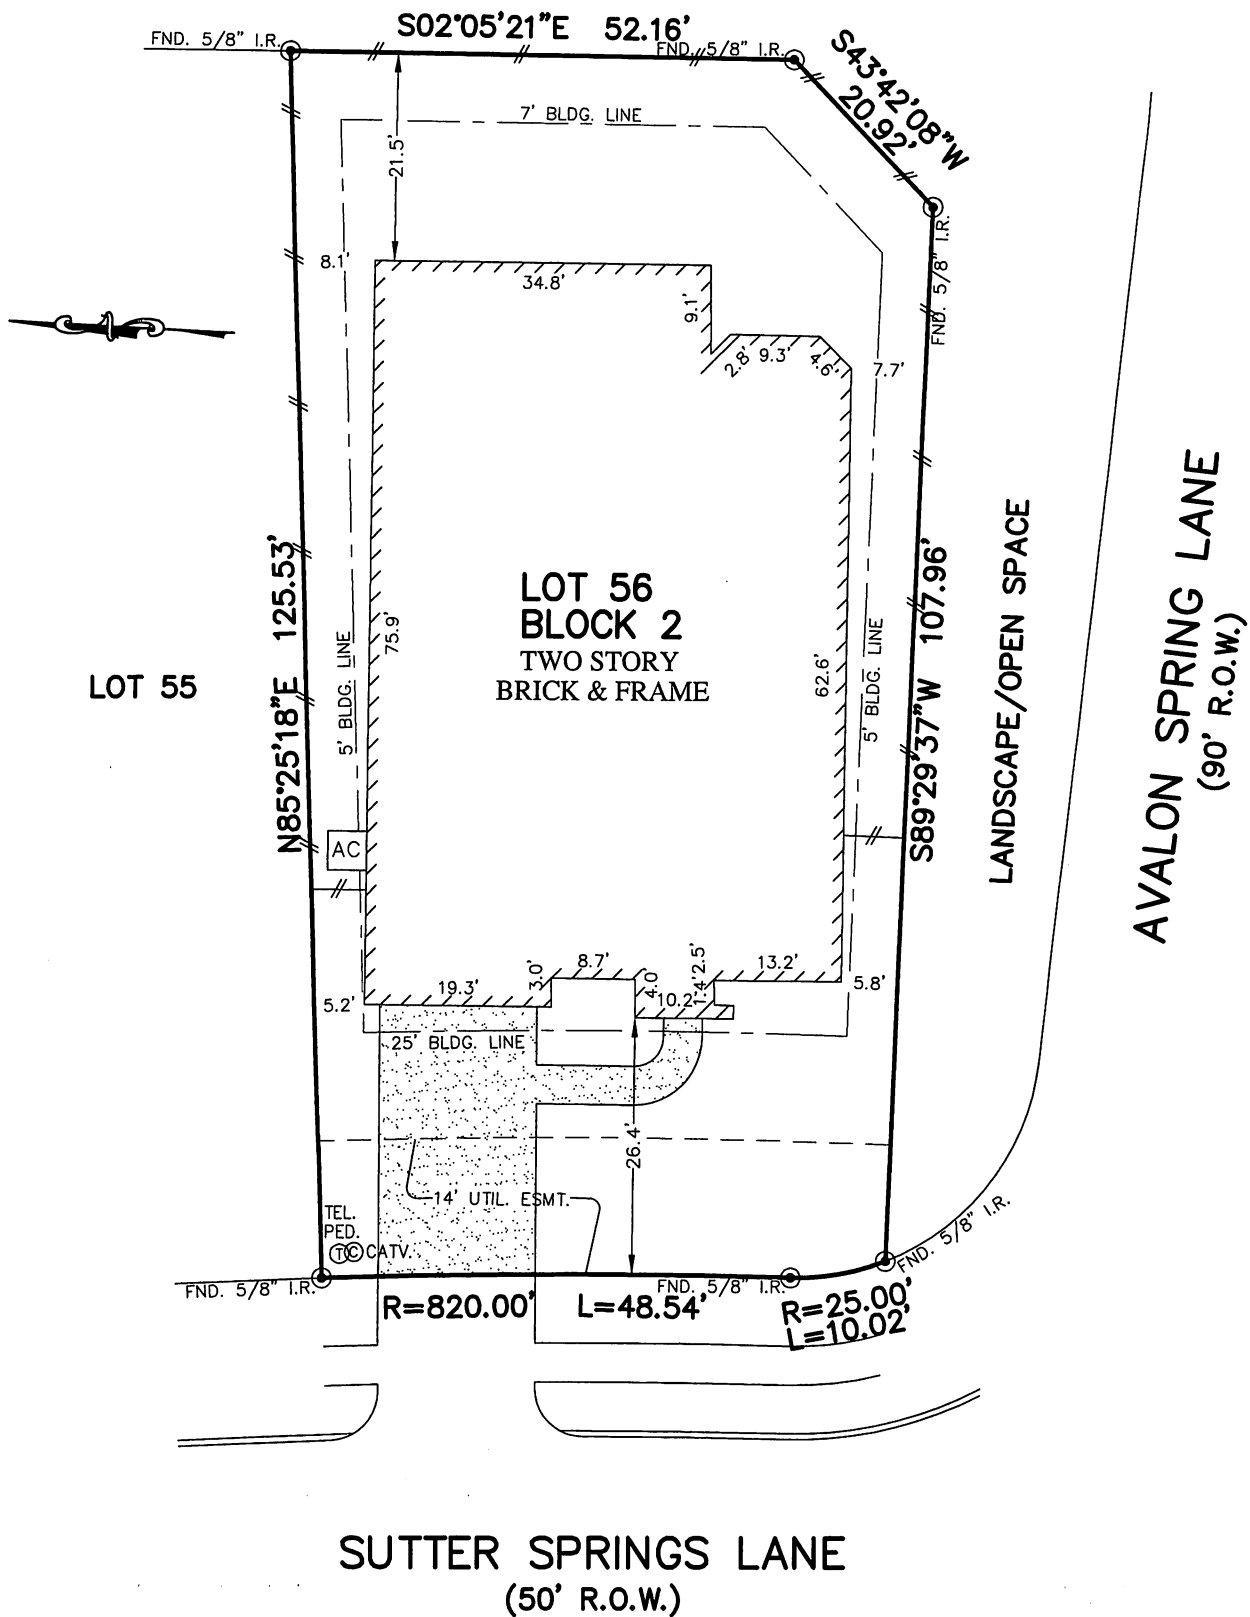 S02°05'21"E 52.16'
FND. 5/8" I.R.
FND. 5/8" I.R.
S43°42'08"W
20.92'
7' BLDG. LINE
21.5'
FND. 5/8" I.R.
8.1'
34.8'
9.1'
2.8'
9.3'
4.6'
7.7'
N85°25'18"E 125.53'
5' BLDG. LINE
75.9'
LOT 56
BLOCK 2
TWO STORY
BRICK & FRAME
62.6'
5' BLDG. LINE
S89°29'37"W 107.96'
LANDSCAPE/OPEN SPACE
AVALON SPRING LANE
(90' R.O.W.)
LOT 55
AC
5.2'
19.3'
3.0'
8.7'
4.0'
10.2'
1.4'
2.5'
13.2'
5.8'
25' BLDG. LINE
26.4'
14' UTIL. ESMT.
TEL.
PED.
T C CATV.
FND. 5/8" I.R.
FND. 5/8" I.R.
FND. 5/8" I.R.
R=820.00' L=48.54'
R=25.00'
L=10.02'
SUTTER SPRINGS LANE
(50' R.O.W.)